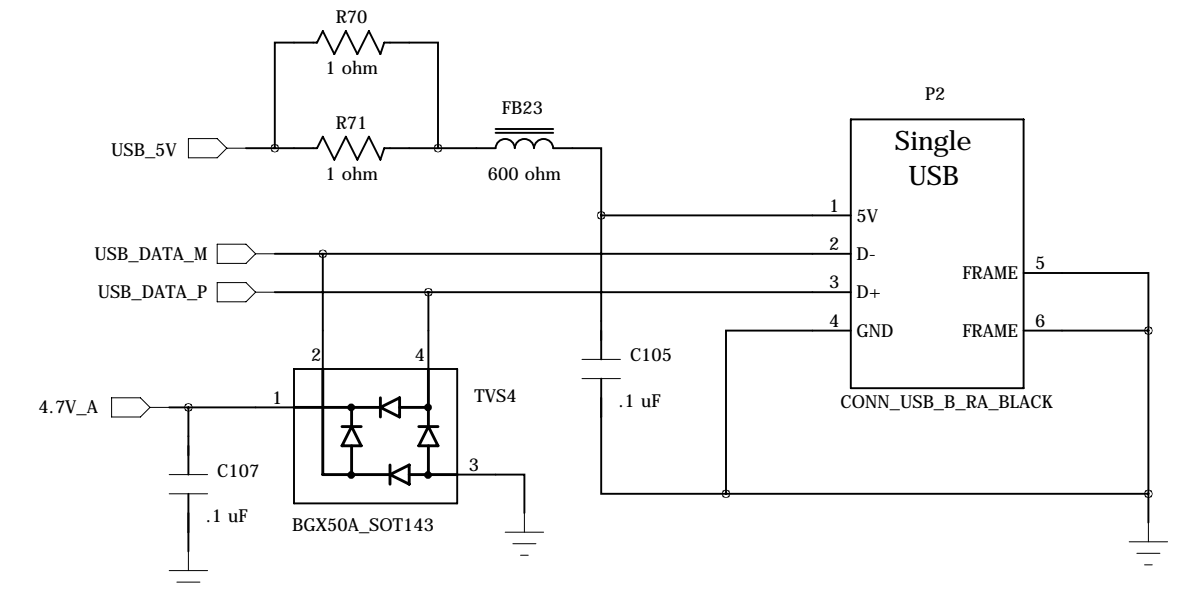 R70
1 ohm
R71
1 ohm
USB_5V
FB23
600 ohm
P2
Single
USB
1
5V
USB_DATA_M
2
D-
USB_DATA_P
3
D+
4
GND
FRAME
5
FRAME
6
CONN_USB_B_RA_BLACK
C105
.1 uF
2
4
TVS4
4.7V_A
1
3
C107
.1 uF
BGX50A_SOT143